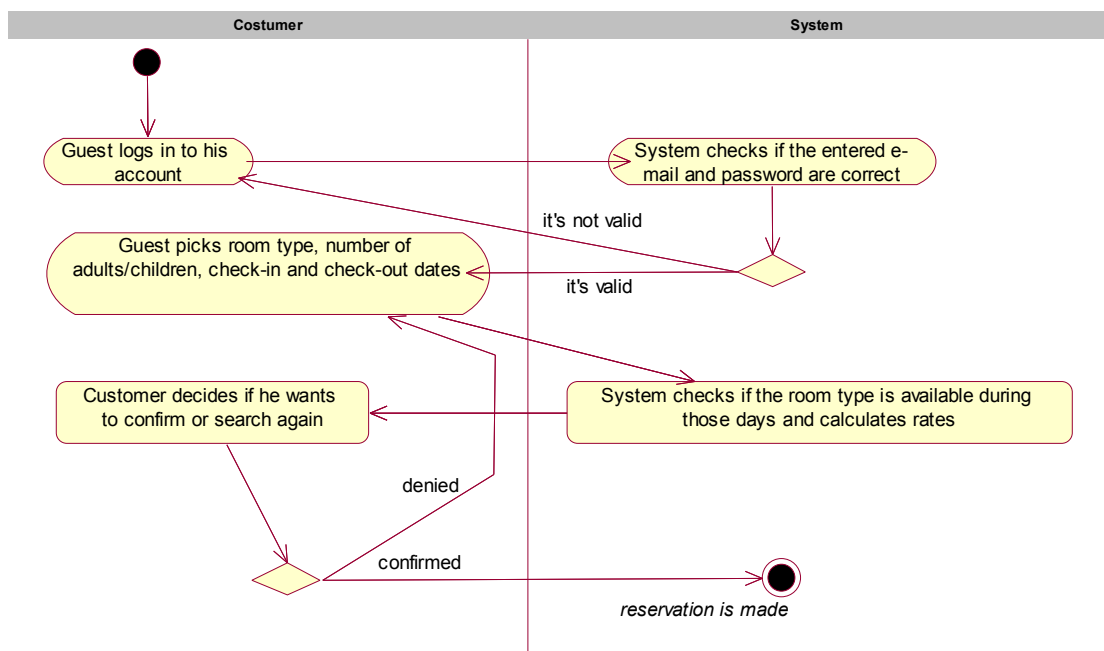 Costumer
System
Guest logs in to his
account
System checks if the entered e-
mail and password are correct
it's not valid
Guest picks room type, number of
adults/children, check-in and check-out dates
it's valid
Customer decides if he wants
to confirm or search again
System checks if the room type is available during
those days and calculates rates
denied
confirmed
reservation is made